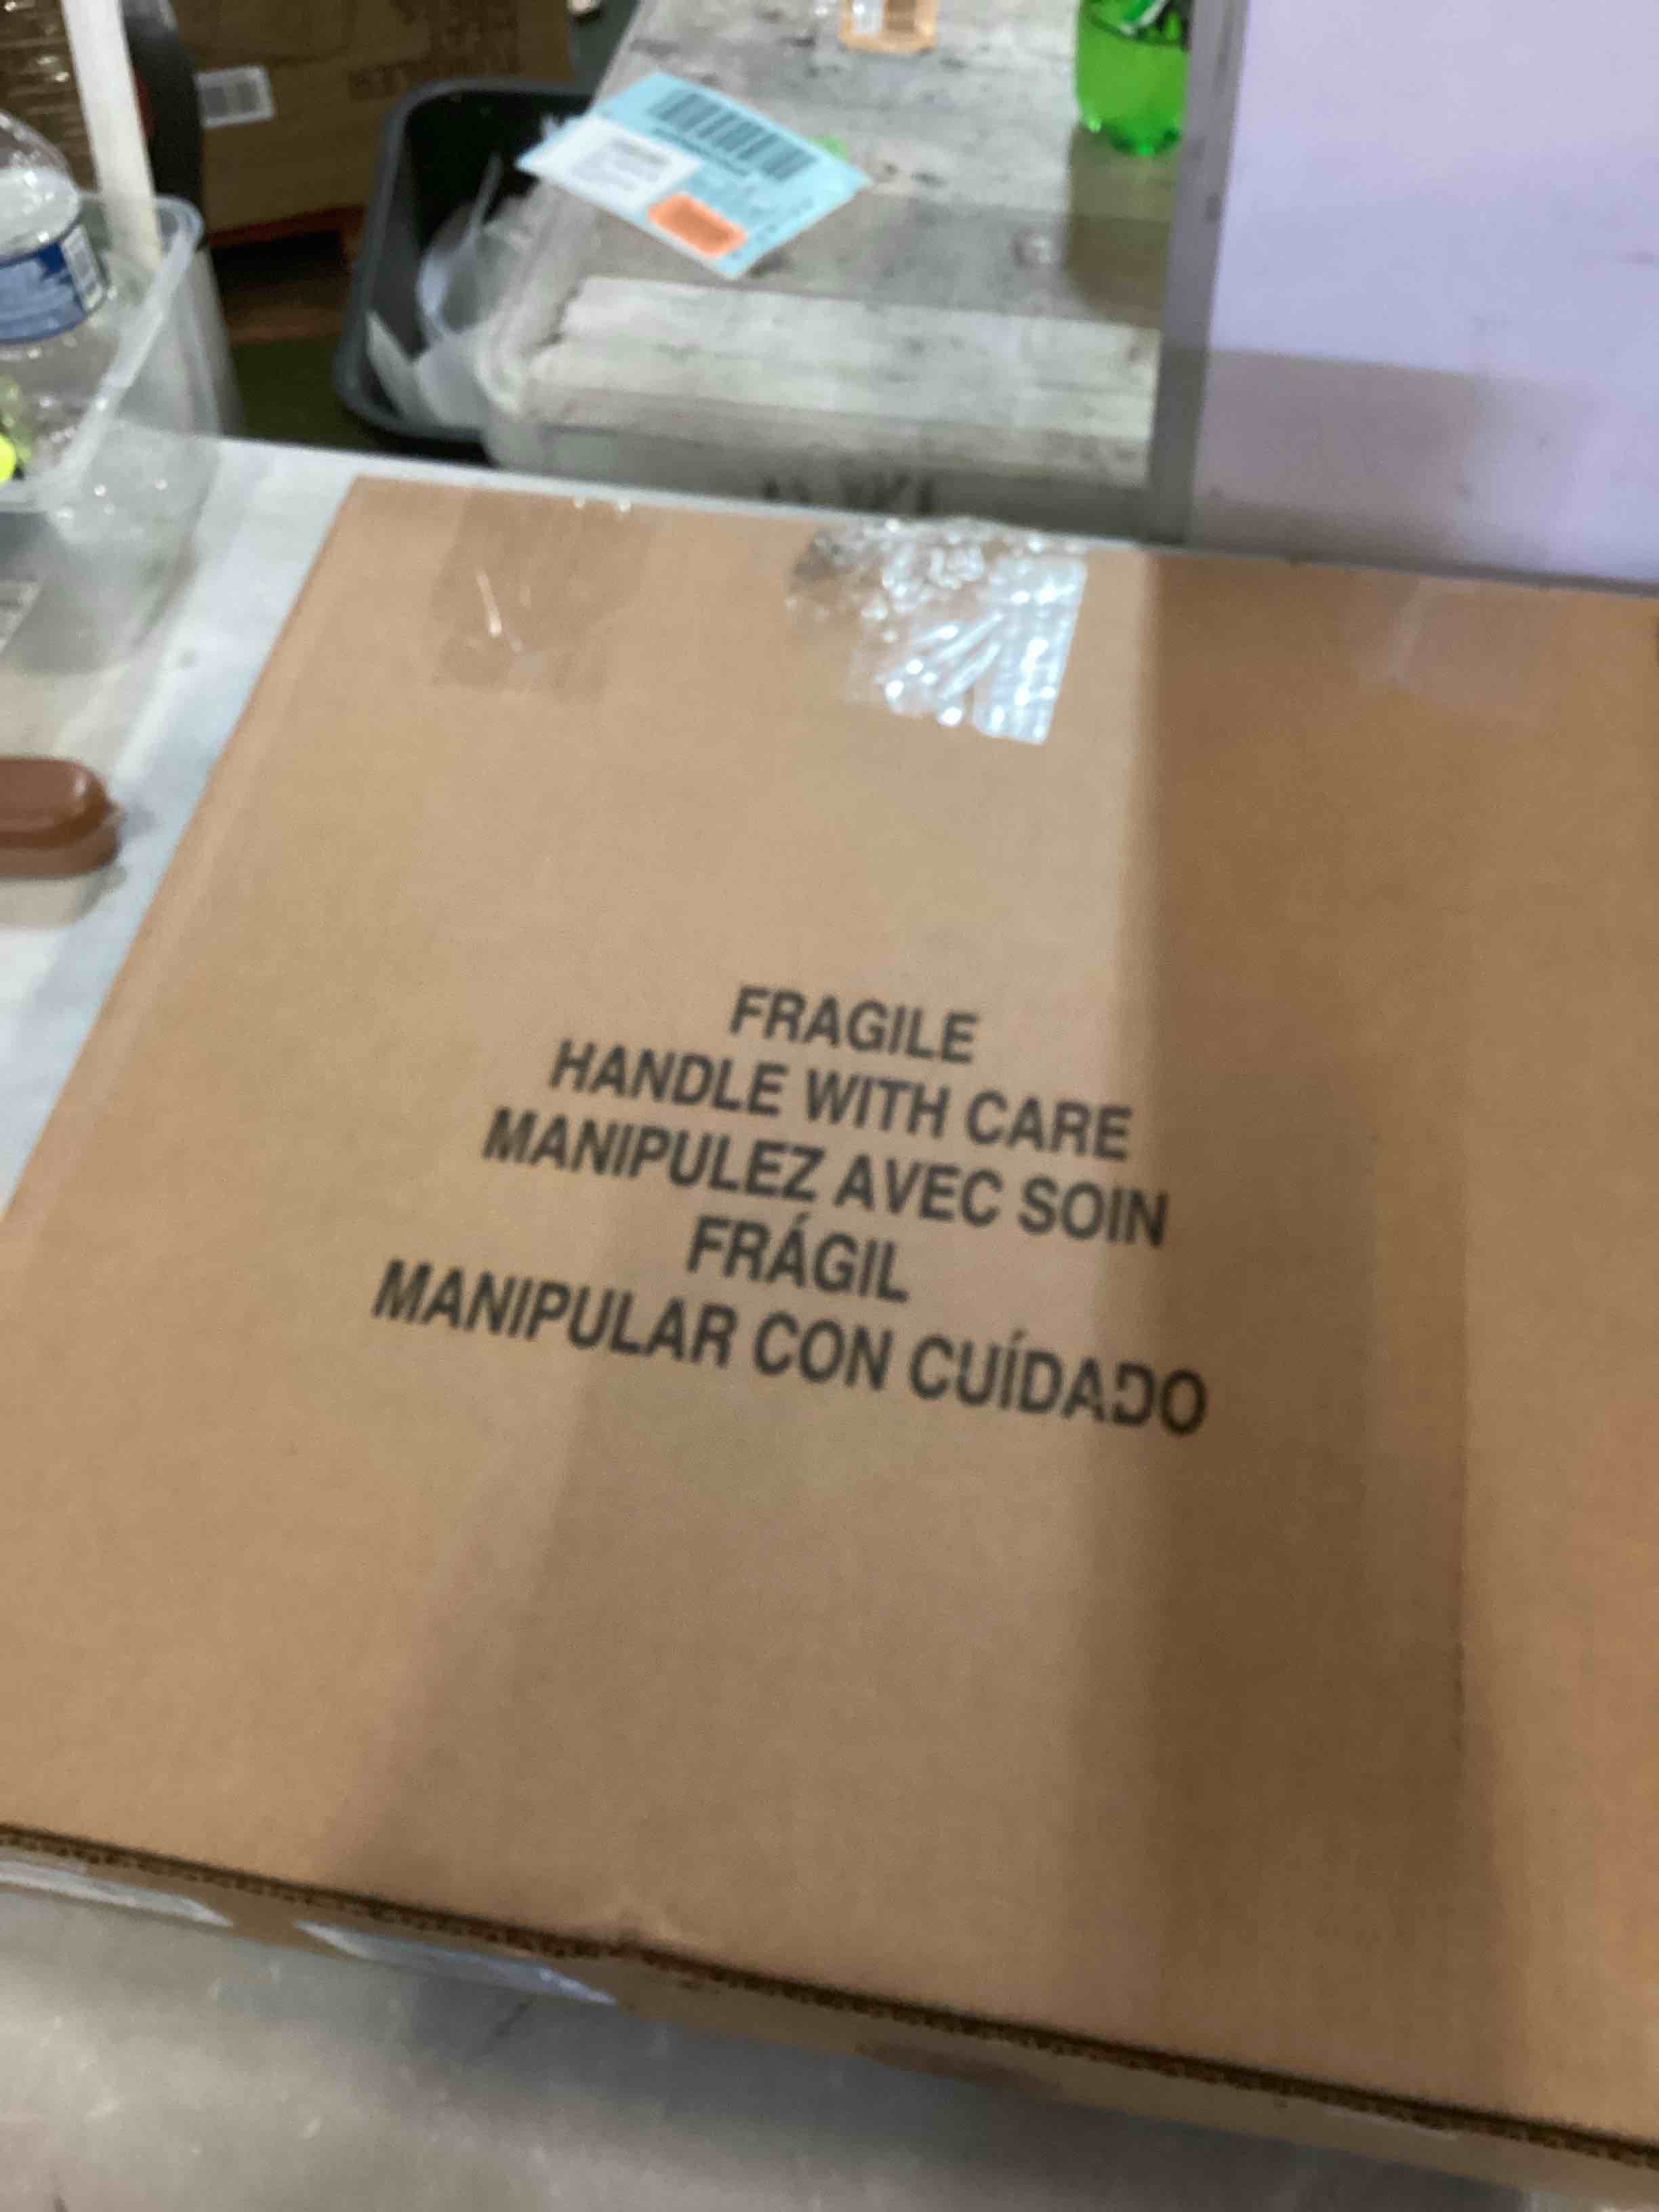 FRAGILE
HANDLE WITH CARE
MANIPULEZ AVEC SOIN
FRÁGIL
MANIPULAR CON CUÍDADO